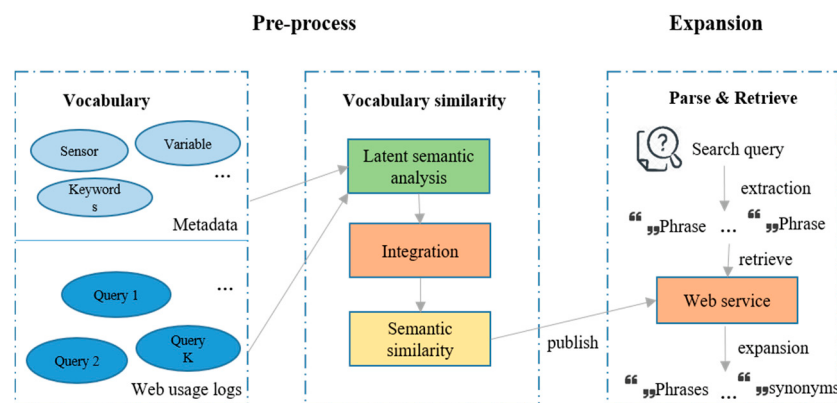 Pre-process
Expansion
Vocabulary
Sensor
Variable
Keyword
s
...
Metadata
Query 1
...
Query 2
Query
K
Web usage logs
Vocabulary similarity
Latent semantic
analysis
Integration
Semantic
similarity
publish
Parse & Retrieve
Search query
extraction
“ „Phrase ... “ „Phrase
retrieve
Web service
expansion
“ „Phrases ... “ „synonyms